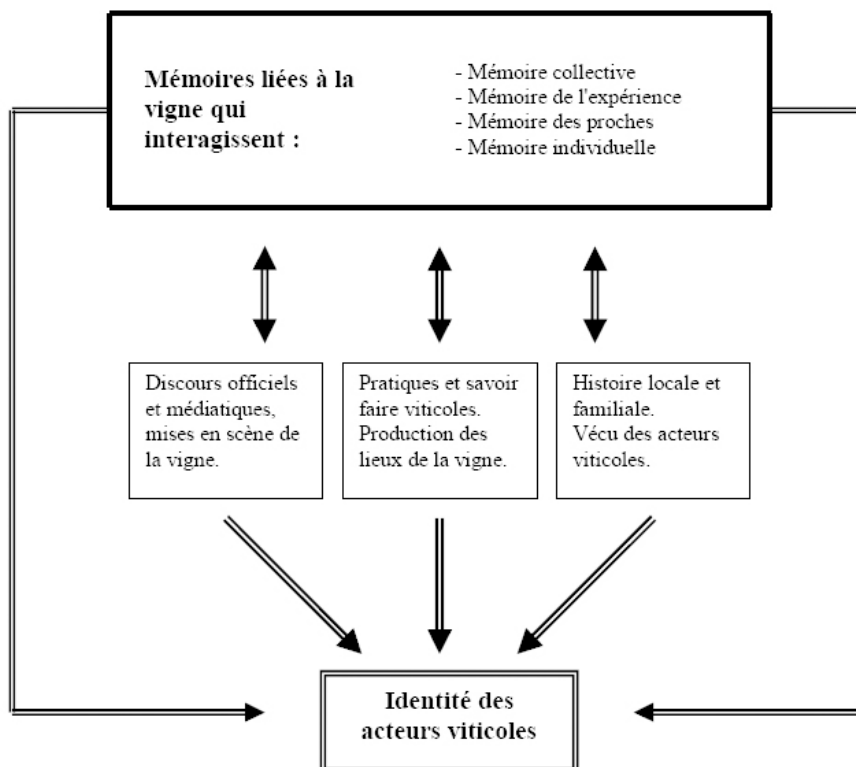 Mémoires liées à la
vigne qui
interagissent :
- Mémoire collective
- Mémoire de l'expérience
- Mémoire des proches
- Mémoire individuelle
Discours officiels
et médiatiques,
mises en scène de
la vigne.
Pratiques et savoir
faire viticoles.
Production des
lieux de la vigne.
Histoire locale et
familiale.
Vécu des acteurs
viticoles.
Identité des
acteurs viticoles